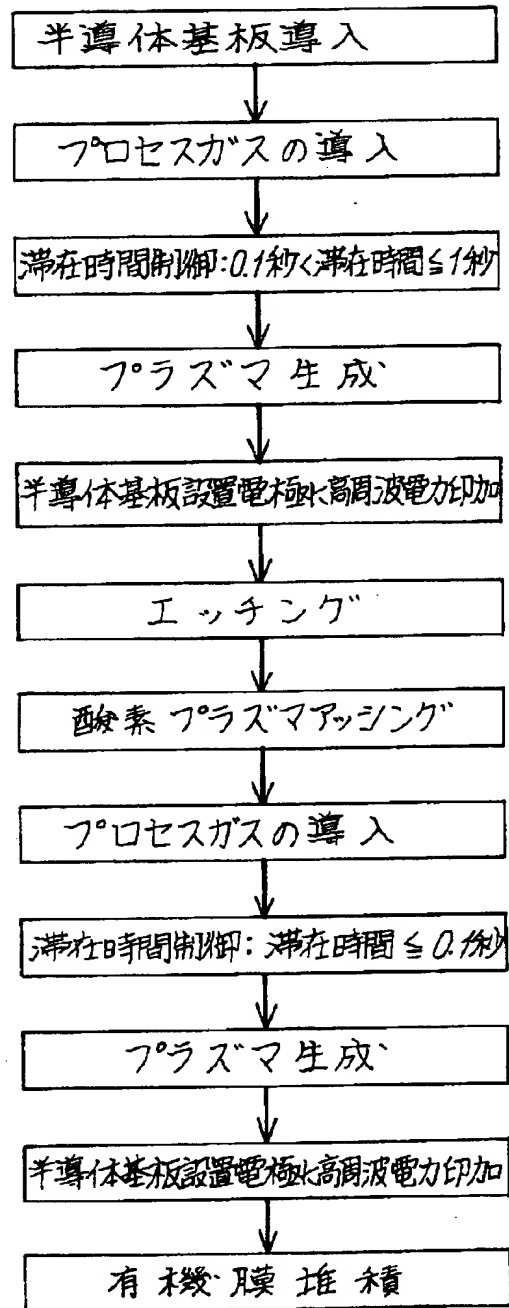 半導体基板導入
プロセスガスの導入
滞在時間制御:0.1秒<滞在時間≦1秒
プラズマ生成
半導体基板設置電極に高周波電力印加
エッチング
酸素プラズマアッシング
プロセスガスの導入
滞在時間制御:滞在時間≦0.1秒
プラズマ生成
半導体基板設置電極に高周波電力印加
有機膜堆積